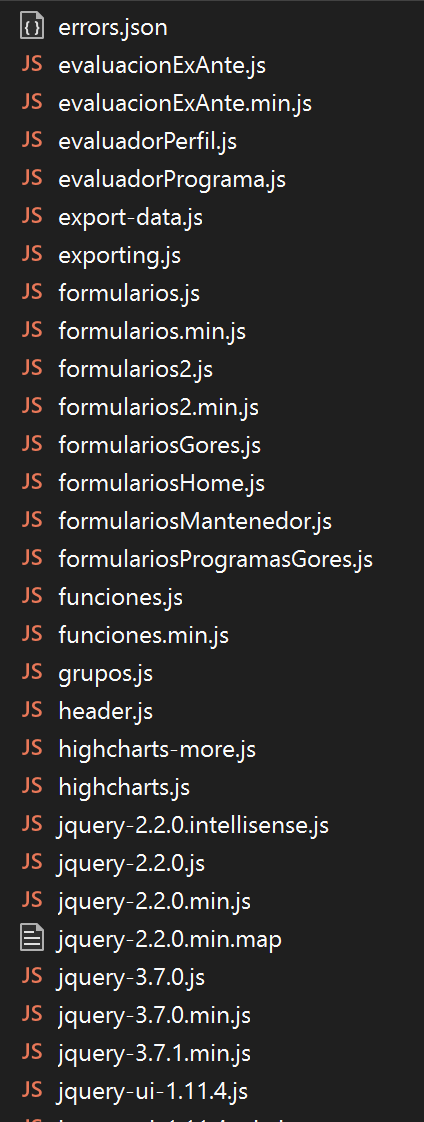 errors.json
JS evaluacionExAnte.js
JS evaluacionExAnte.min.js
JS evaluadorPerfil.js
JS evaluadorPrograma.js
JS export-data.js
JS exporting.js
JS formularios.js
JS formularios.min.js
JS formularios2.js
JS formularios2.min.js
JS formulariosGores.js
JS formulariosHome.js
JS formulariosMantenedor.js
JS formulariosProgramasGores.js
JS funciones.js
JS funciones.min.js
JS grupos.js
JS header.js
JS highcharts-more.js
JS highcharts.js
JS jquery-2.2.0.intellisense.js
JS jquery-2.2.0.js
JS jquery-2.2.0.min.js
jquery-2.2.0.min.map
JS jquery-3.7.0.js
JS jquery-3.7.0.min.js
JS jquery-3.7.1.min.js
JS jquery-ui-1.11.4.js